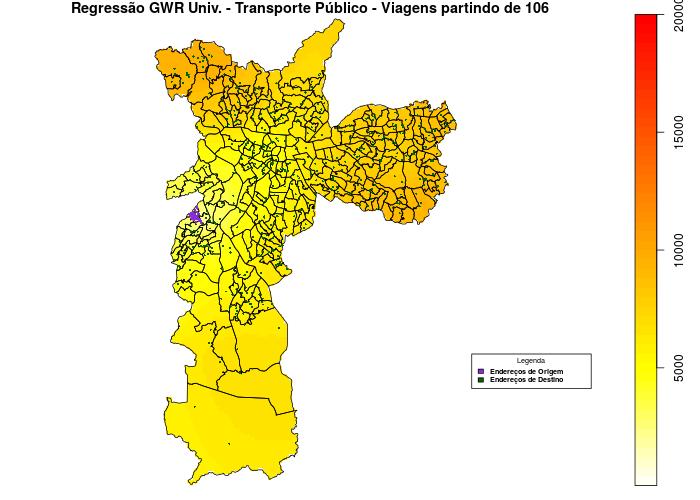 Regressão GWR Univ. - Transporte Público - Viagens partindo de 106
20000
15000
10000
5000
Legenda
Endereços de Origem
Endereços de Destino